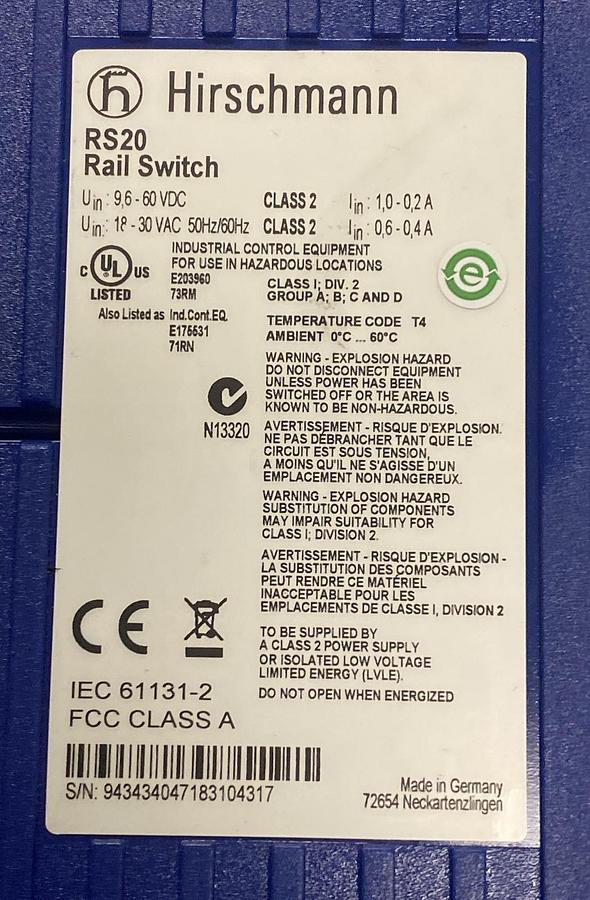 Hirschmann
RS20
Rail Switch
Uin: 9,6 - 60 VDC CLASS 2 Iin: 1,0 - 0,2 A
Uin: 18 - 30 VAC 50Hz/60Hz CLASS 2 Iin: 0,6 - 0,4 A
INDUSTRIAL CONTROL EQUIPMENT
FOR USE IN HAZARDOUS LOCATIONS
C UL US
LISTED
E203960
73RM
CLASS I; DIV. 2
GROUP A; B; C AND D
e
Also Listed as Ind.Cont.EQ.
E175531
71RN
TEMPERATURE CODE T4
AMBIENT 0°C ... 60°C
WARNING - EXPLOSION HAZARD
DO NOT DISCONNECT EQUIPMENT
UNLESS POWER HAS BEEN
SWITCHED OFF OR THE AREA IS
KNOWN TO BE NON-HAZARDOUS.
N13320
AVERTISSEMENT - RISQUE D'EXPLOSION.
NE PAS DÉBRANCHER TANT QUE LE
CIRCUIT EST SOUS TENSION,
A MOINS QU'IL NE S'AGISSE D'UN
EMPLACEMENT NON DANGEREUX.
WARNING - EXPLOSION HAZARD
SUBSTITUTION OF COMPONENTS
MAY IMPAIR SUITABILITY FOR
CLASS I; DIVISION 2.
AVERTISSEMENT - RISQUE D'EXPLOSION -
LA SUBSTITUTION DES COMPOSANTS
PEUT RENDRE CE MATÉRIEL
INACCEPTABLE POUR LES
EMPLACEMENTS DE CLASSE I, DIVISION 2
TO BE SUPPLIED BY
A CLASS 2 POWER SUPPLY
OR ISOLATED LOW VOLTAGE
LIMITED ENERGY (LVLE).
DO NOT OPEN WHEN ENERGIZED
CE
IEC 61131-2
FCC CLASS A
S/N: 943434047183104317
Made in Germany
72654 Neckartenzlingen